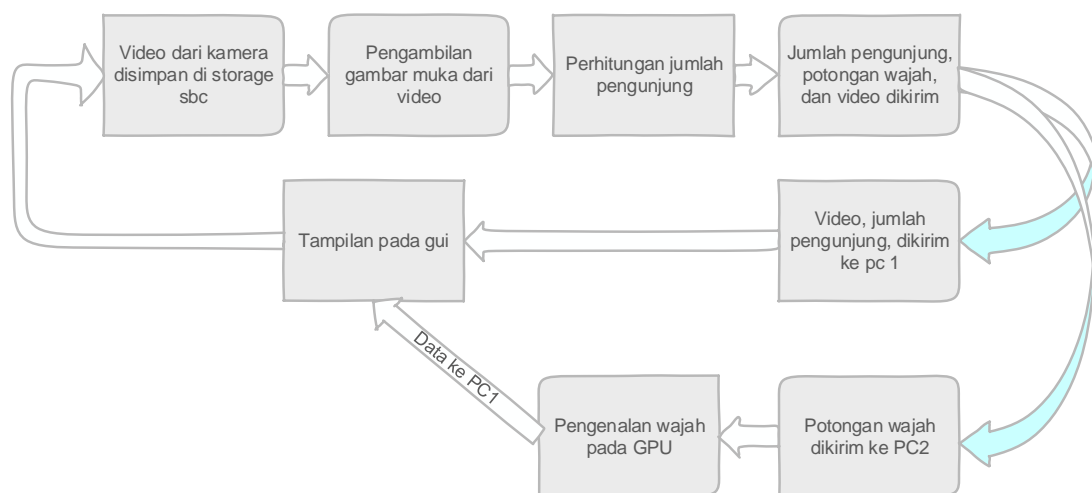 Video dari kamera
disimpan di storage
sbc
Pengambilan
gambar muka dari
video
Perhitungan jumlah
pengunjung
Jumlah pengunjung,
potongan wajah,
dan video dikirim
Tampilan pada gui
Video, jumlah
pengunjung, dikirim
ke pc 1
Data ke PC1
Pengenalan wajah
pada GPU
Potongan wajah
dikirim ke PC2